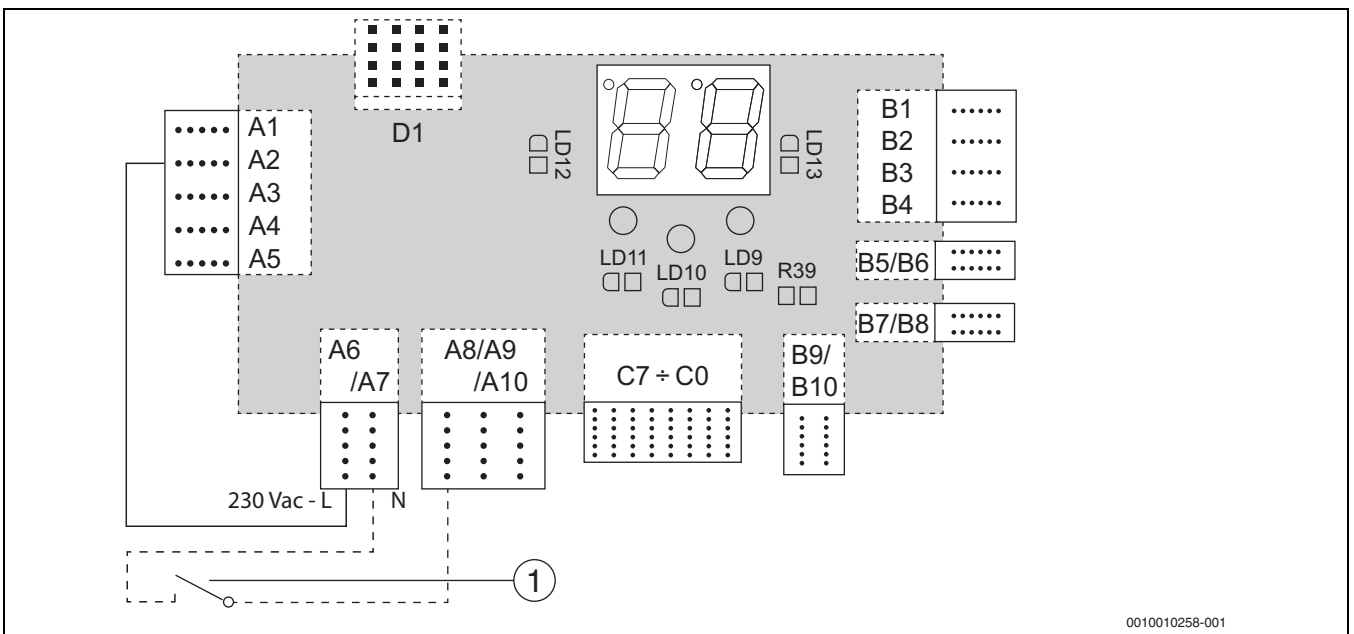 D1
A1
A2
A3
A4
A5
LD12
LD13
B1
B2
B3
B4
LD11
LD10
LD9
R39
B5/B6
B7/B8
A6
/A7
A8/A9
/A10
C7 ÷ C0
B9/
B10
230 Vac - L
N
1
0010010258-001